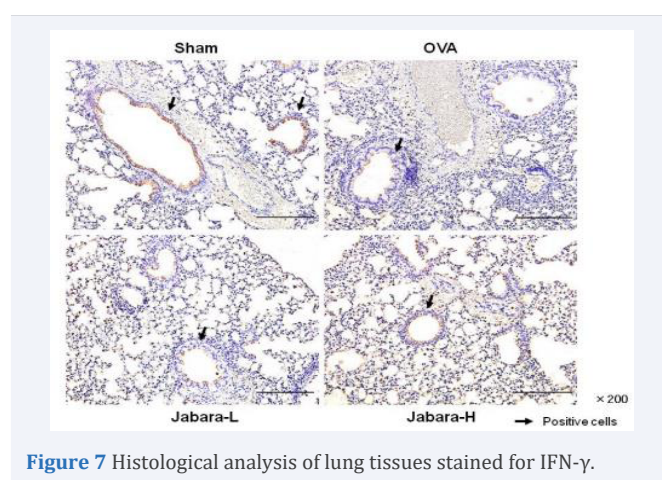 Sham OVA
Jabara-L Jabara-H
× 200
Positive cells
Figure 7 Histological analysis of lung tissues stained for IFN-γ.